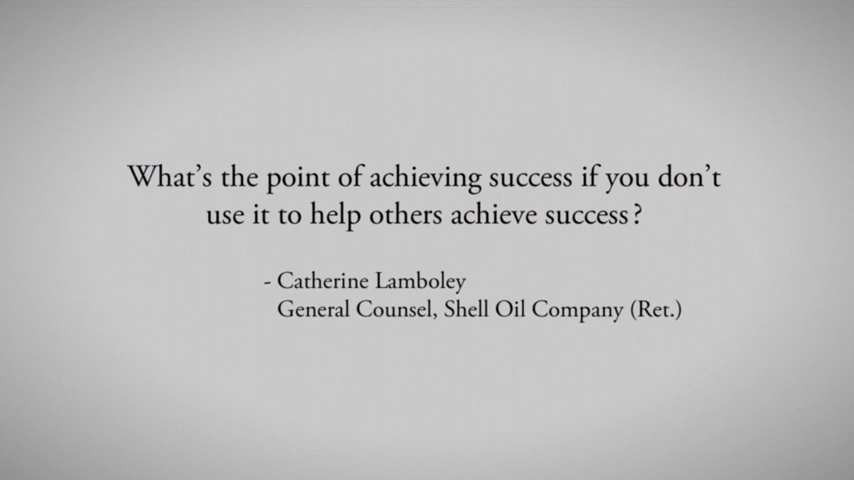 What’s the point of achieving success if you don’t
use it to help others achieve success?
- Catherine Lamboley
General Counsel, Shell Oil Company (Ret.)